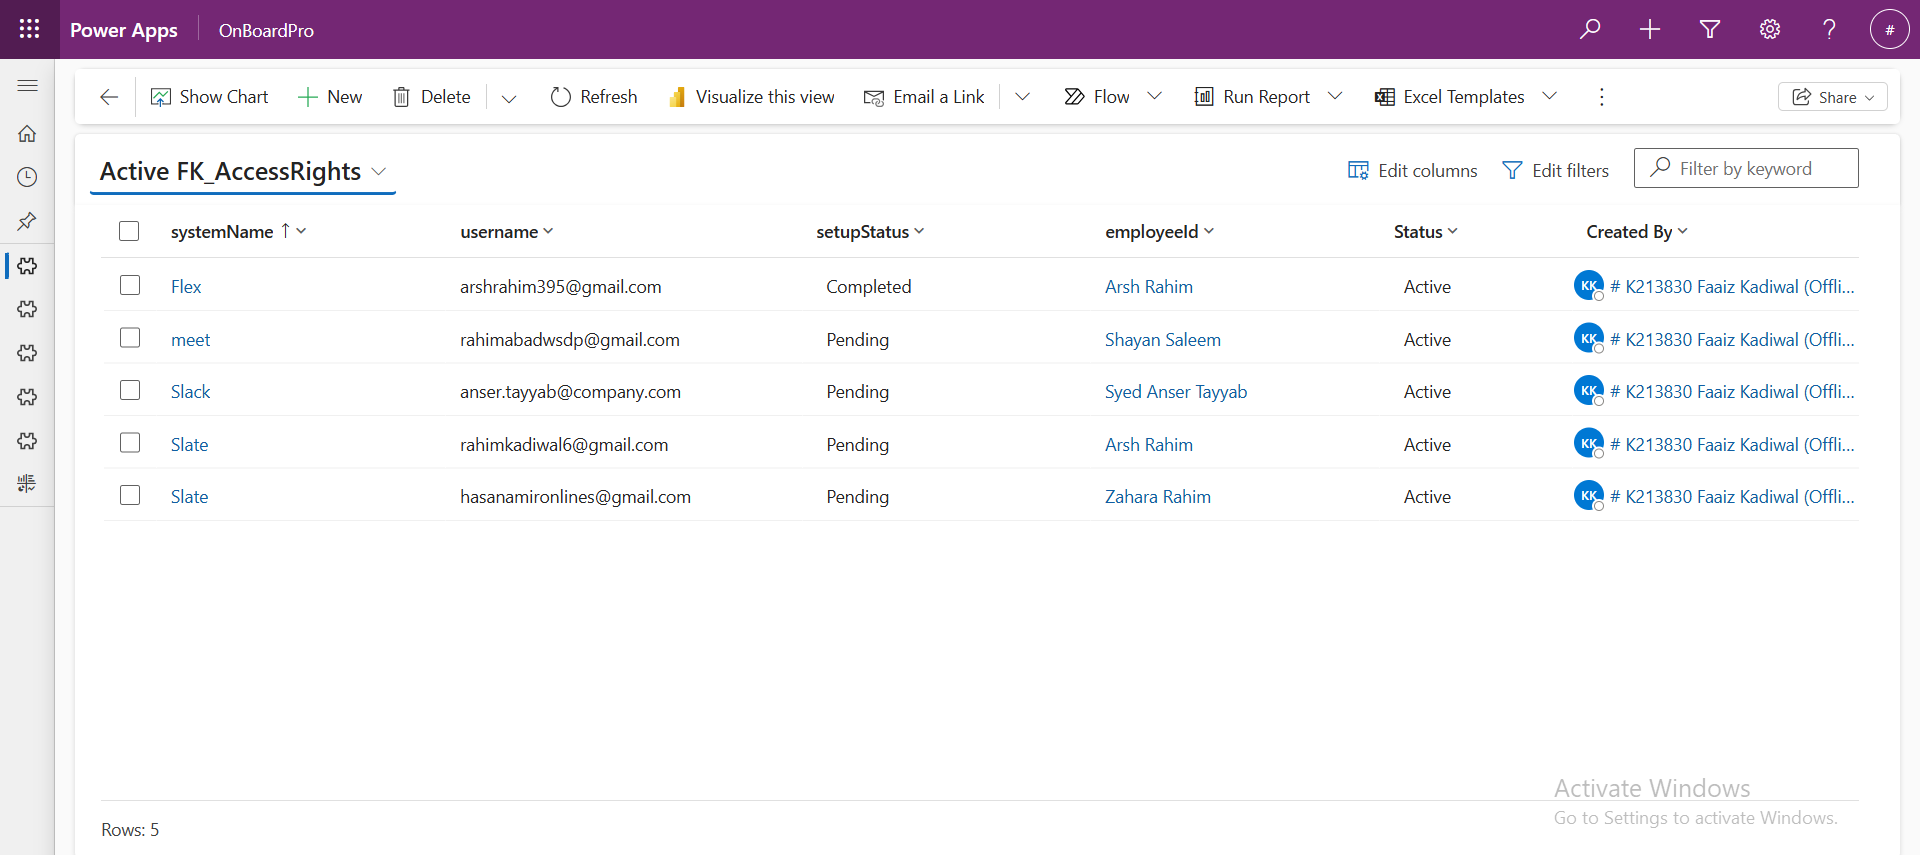 Power Apps OnBoardPro ? #
Show Chart New Delete Refresh Visualize this view Email a Link Flow Run Report Excel Templates Share
Active FK_AccessRights Edit columns Edit filters Filter by keyword
systemName ↑ username setupStatus employeeId Status Created By
Flex arshrahim395@gmail.com Completed Arsh Rahim Active KK # K213830 Faaiz Kadiwal (Offli...
meet rahimabadwsdp@gmail.com Pending Shayan Saleem Active KK # K213830 Faaiz Kadiwal (Offli...
Slack anser.tayyab@company.com Pending Syed Anser Tayyab Active KK # K213830 Faaiz Kadiwal (Offli...
Slate rahimkadiwal6@gmail.com Pending Arsh Rahim Active KK # K213830 Faaiz Kadiwal (Offli...
Slate hasanamironlines@gmail.com Pending Zahara Rahim Active KK # K213830 Faaiz Kadiwal (Offli...
Activate Windows
Go to Settings to activate Windows.
Rows: 5